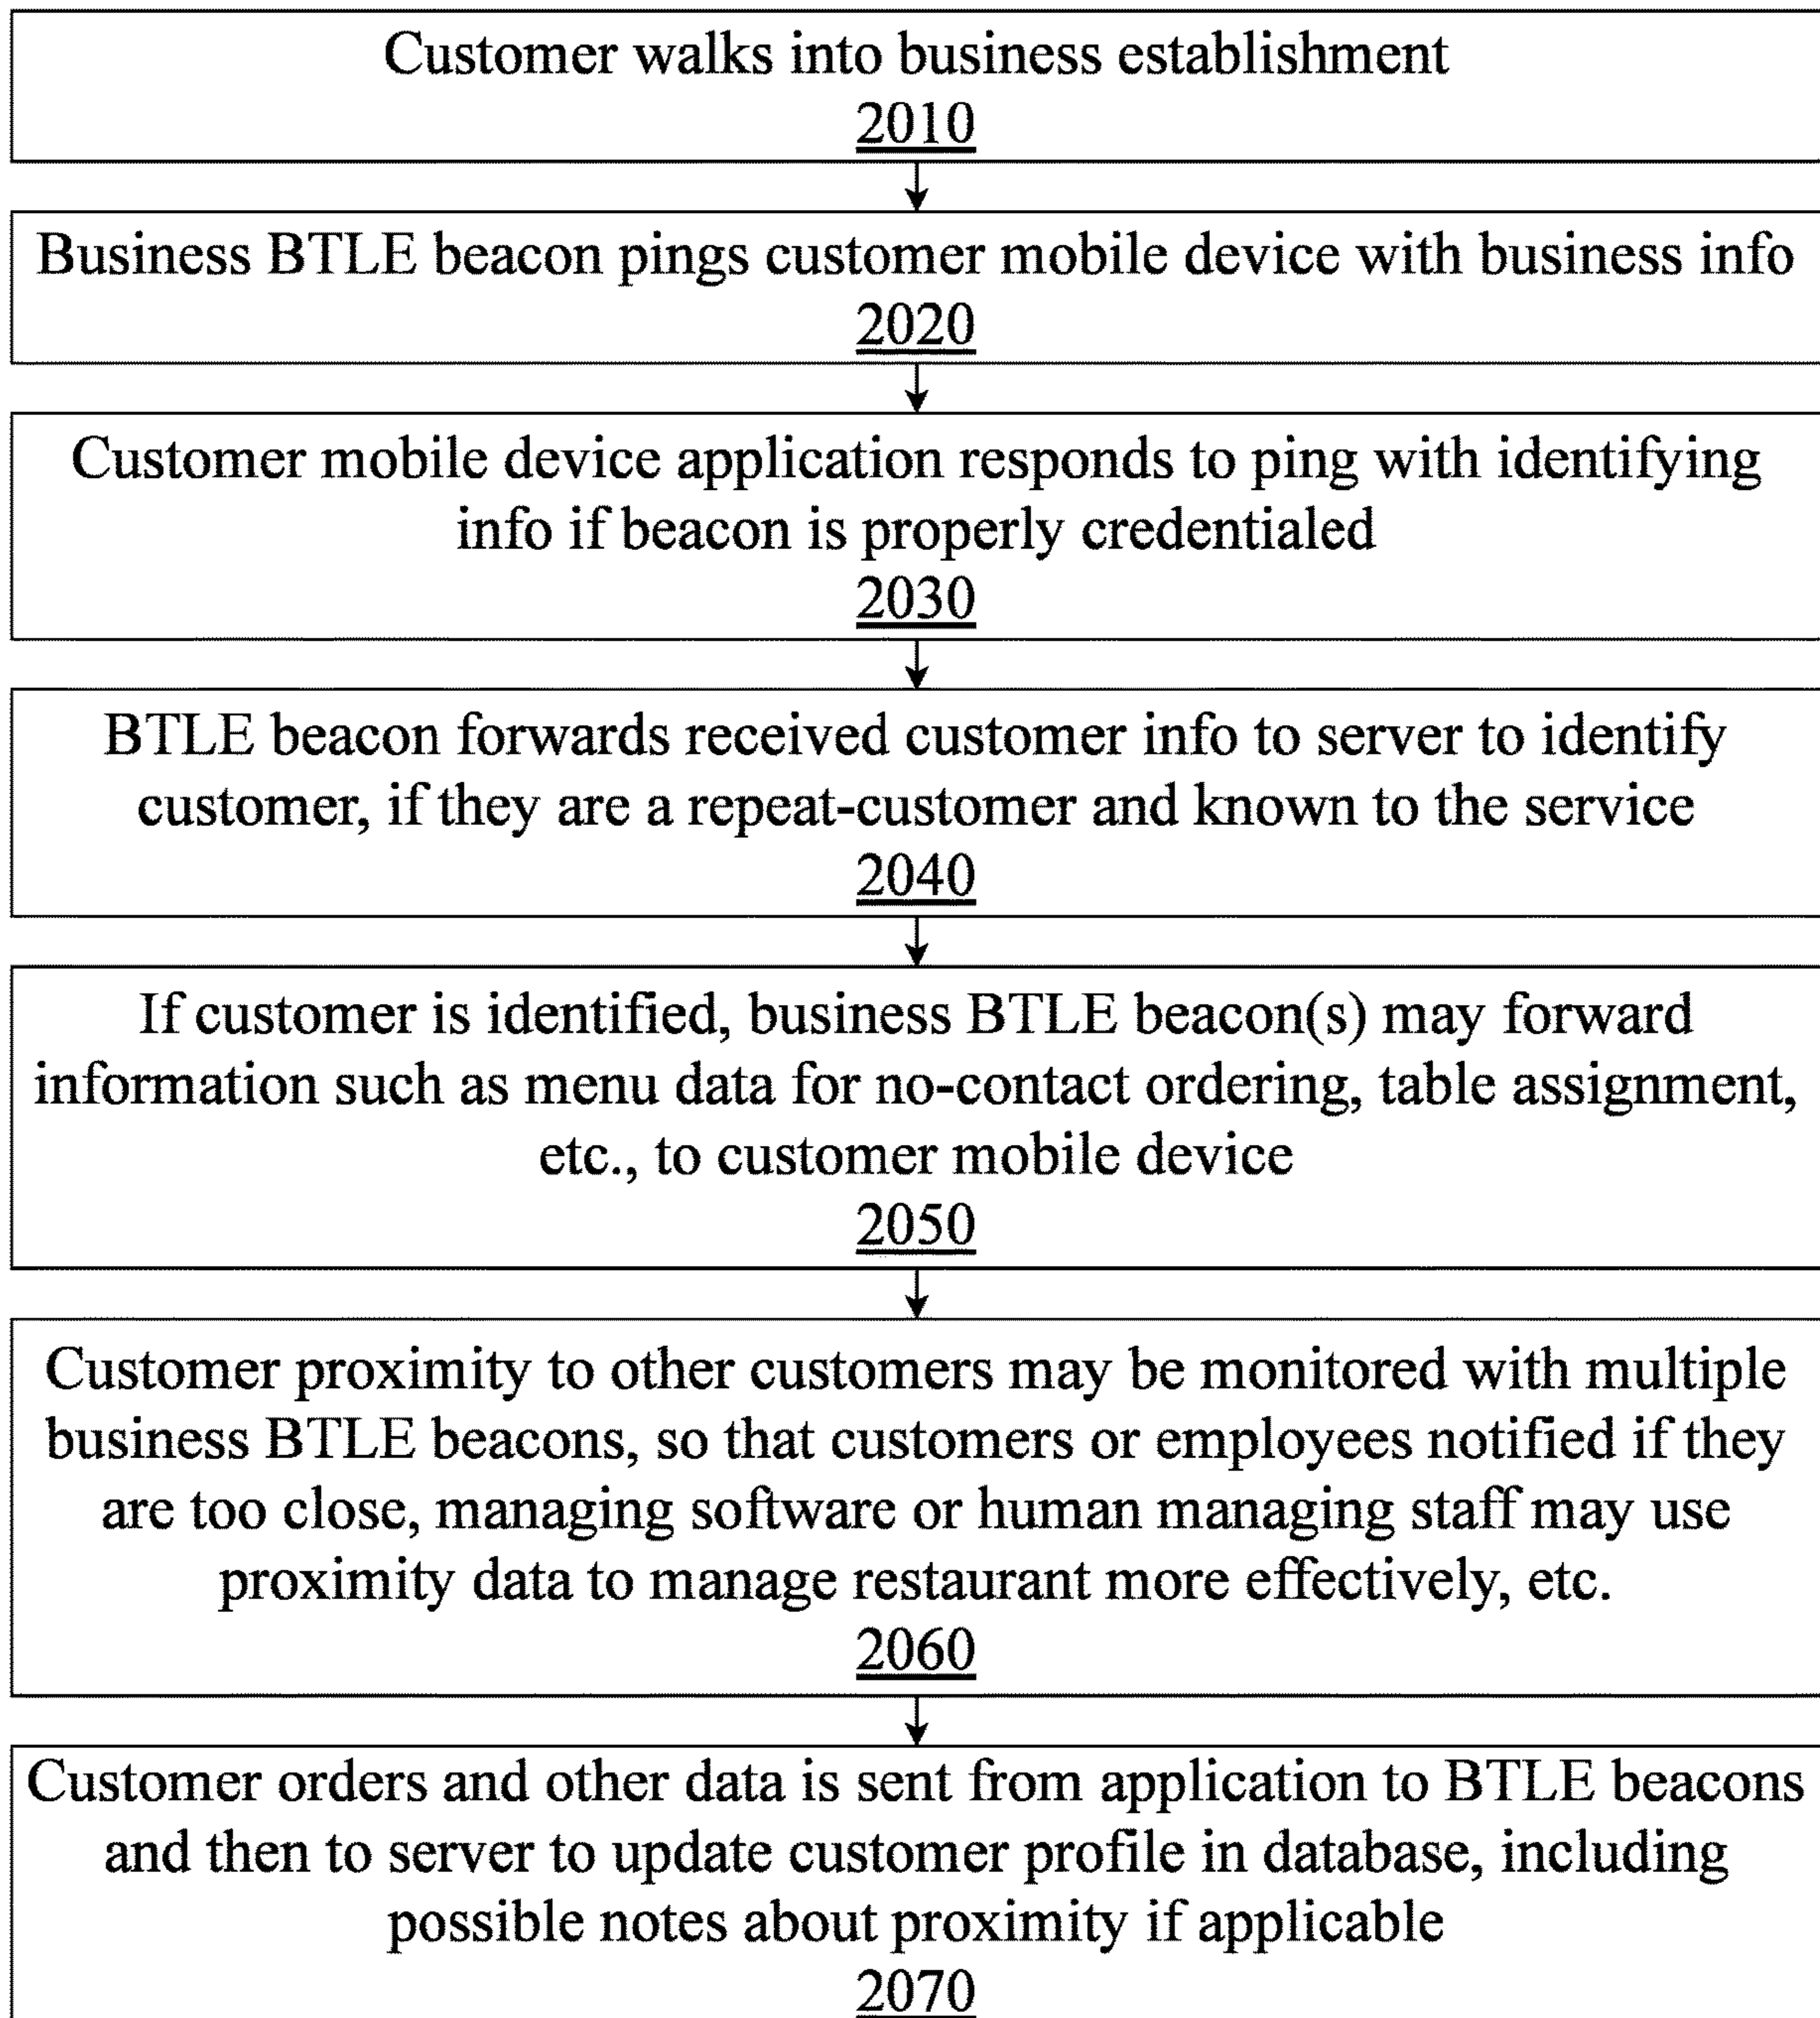 Customer walks into business establishment
2010
Business BTLE beacon pings customer mobile device with business info
2020
Customer mobile device application responds to ping with identifying
info if beacon is properly credentialed
2030
BTLE beacon forwards received customer info to server to identify
customer, if they are a repeat-customer and known to the service
2040
If customer is identified, business BTLE beacon(s) may forward
information such as menu data for no-contact ordering, table assignment,
etc., to customer mobile device
2050
Customer proximity to other customers may be monitored with multiple
business BTLE beacons, so that customers or employees notified if they
are too close, managing software or human managing staff may use
proximity data to manage restaurant more effectively, etc.
2060
Customer orders and other data is sent from application to BTLE beacons
and then to server to update customer profile in database, including
possible notes about proximity if applicable
2070